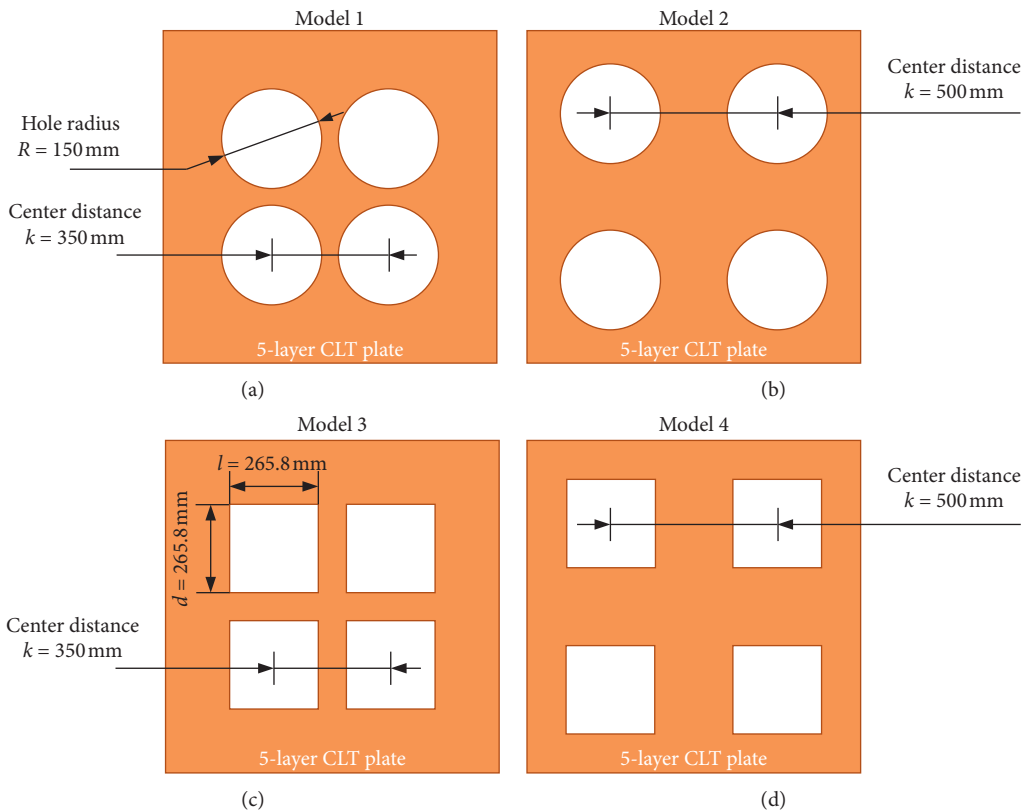 Model 1
Hole radius
R = 150 mm
Center distance
k = 350 mm
5-layer CLT plate
(a)
Model 2
Center distance
k = 500 mm
5-layer CLT plate
(b)
Model 3
l = 265.8 mm
d = 265.8 mm
Center distance
k = 350 mm
5-layer CLT plate
(c)
Model 4
Center distance
k = 500 mm
5-layer CLT plate
(d)